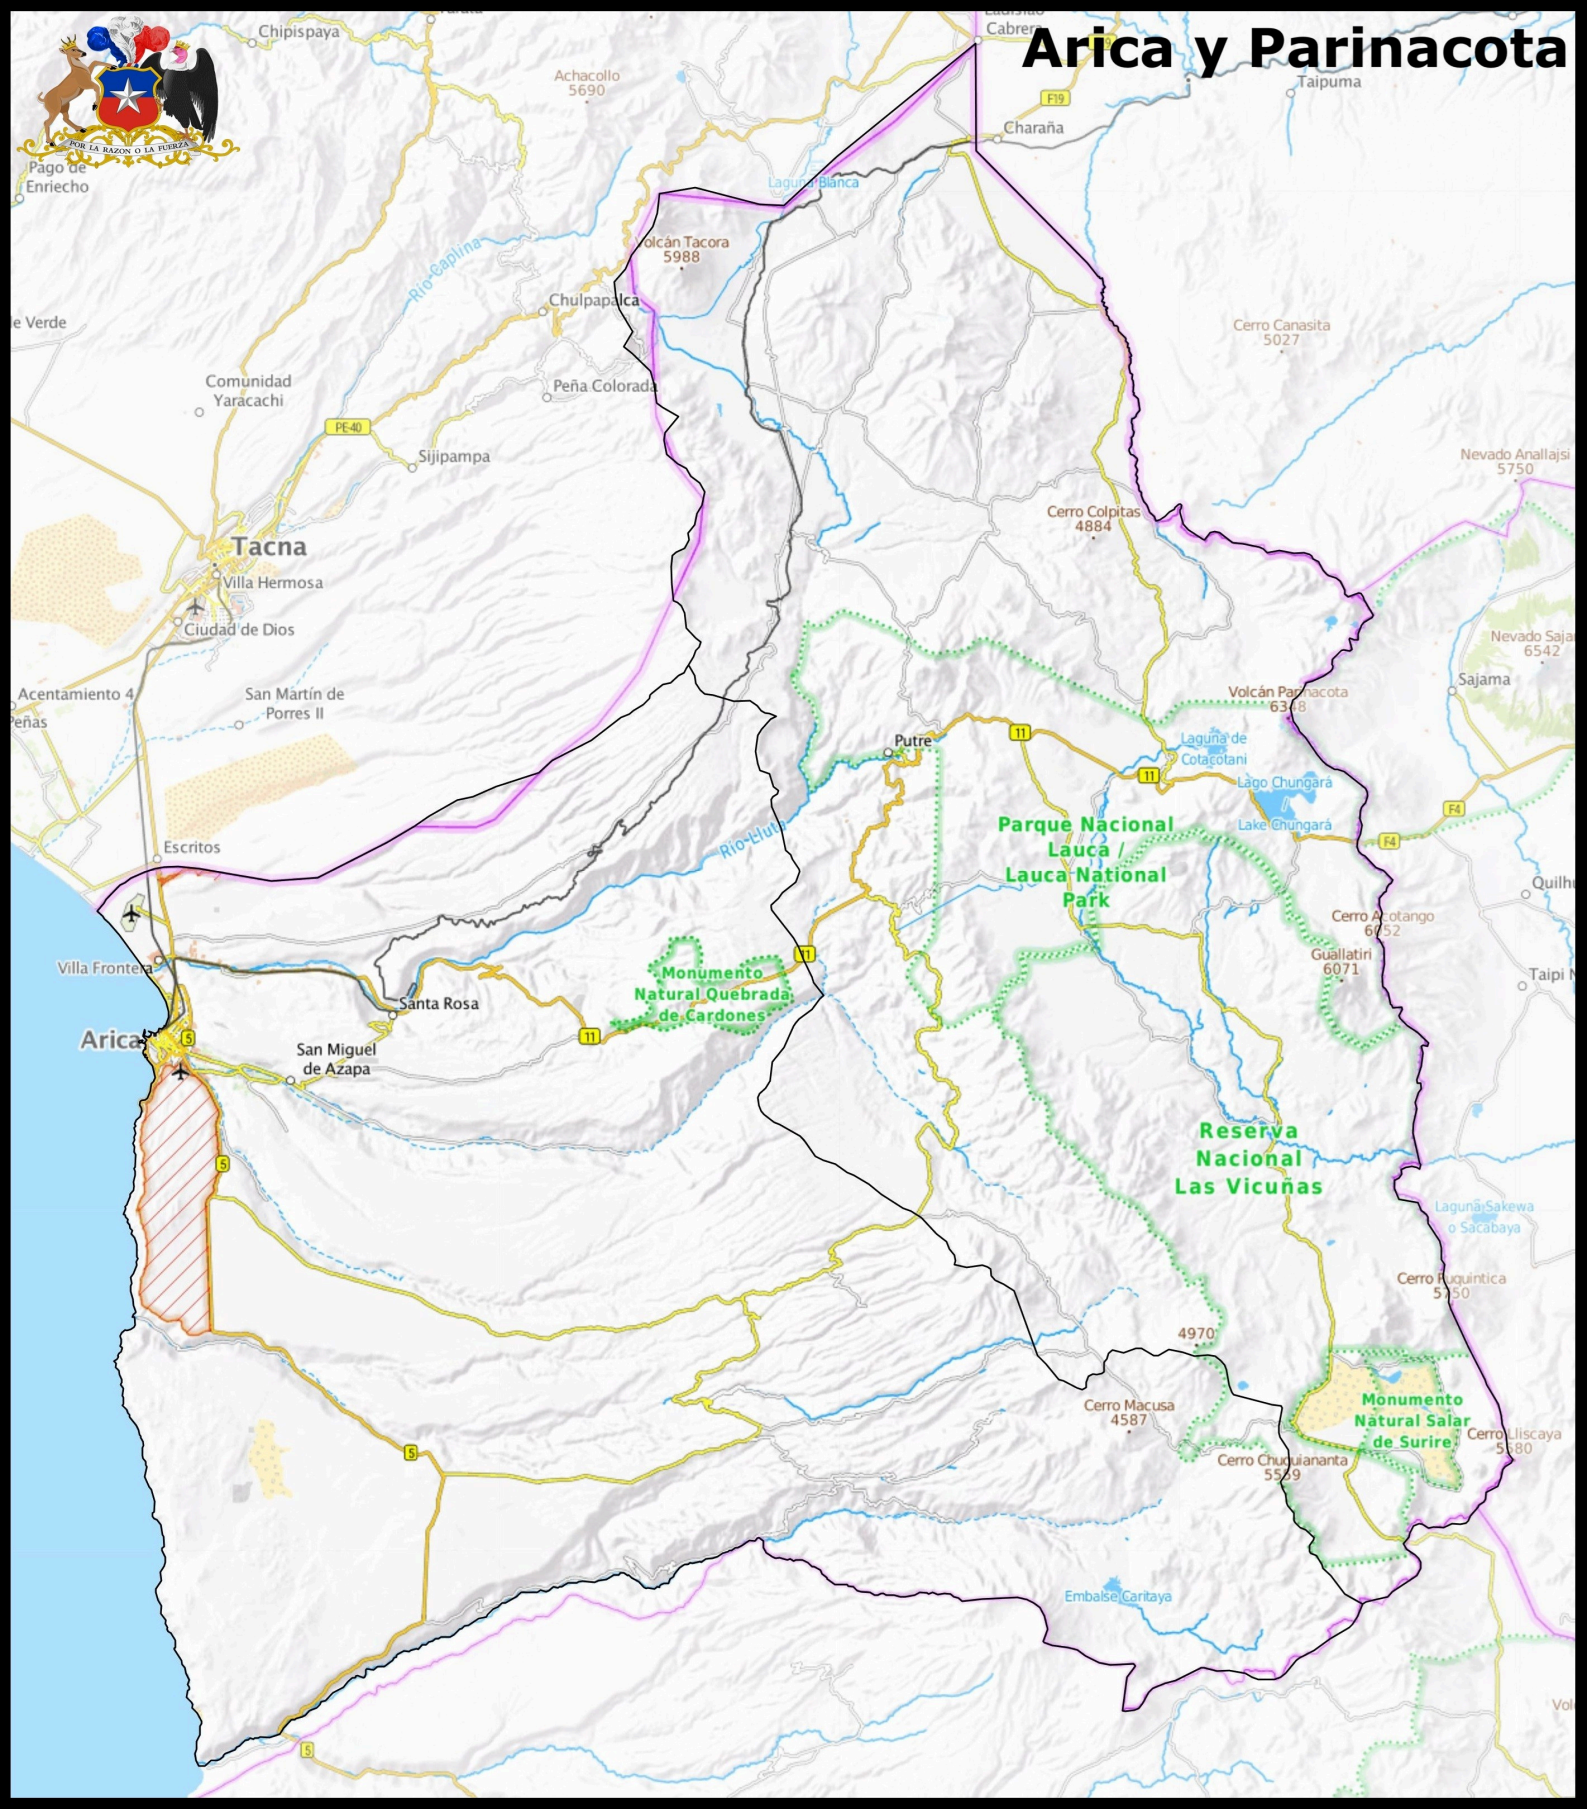 Arica y Parinacota
POR LA RAZON O LA FUERZA
Chipispaya
Cabrera
Achacollo
5690
F19
Taipuma
Charaña
Pago de
Enriecho
Laguna Blanca
Volcán Tacora
5988
Río Caplina
Chulpapalca
le Verde
Cerro Canasita
5027
Comunidad
Yaracachi
Peña Colorada
PE-40
Sijipampa
Nevado Anallajsi
5750
Cerro Colpitas
4884
Tacna
Villa Hermosa
Ciudad de Dios
Nevado Saja
6542
Acentamiento 4
San Martín de
Porres II
eñas
Sajama
Volcán Parinacota
6348
Putre
11
Laguna de
Cotacotani
11
Lago Chungará
F4
Lake Chungará
F4
Río Lluta
Escritos
Parque Nacional
Lauca /
Lauca National
Park
Quilhu
Cerro Acotango
6052
Guallatiri
6071
11
Villa Frontera
Monumento
Natural Quebrada
de Cardones
Taipi
Santa Rosa
11
Arica
5
San Miguel
de Azapa
Reserva
Nacional
Las Vicuñas
5
Laguna Sakewa
o Sacabaya
Cerro Puquintica
5750
4970
Cerro Macusa
4587
Monumento
Natural Salar
de Surire
Cerro Lliscaya
5580
5
Cerro Chuquiananta
5559
Embalse Caritaya
Vol
5